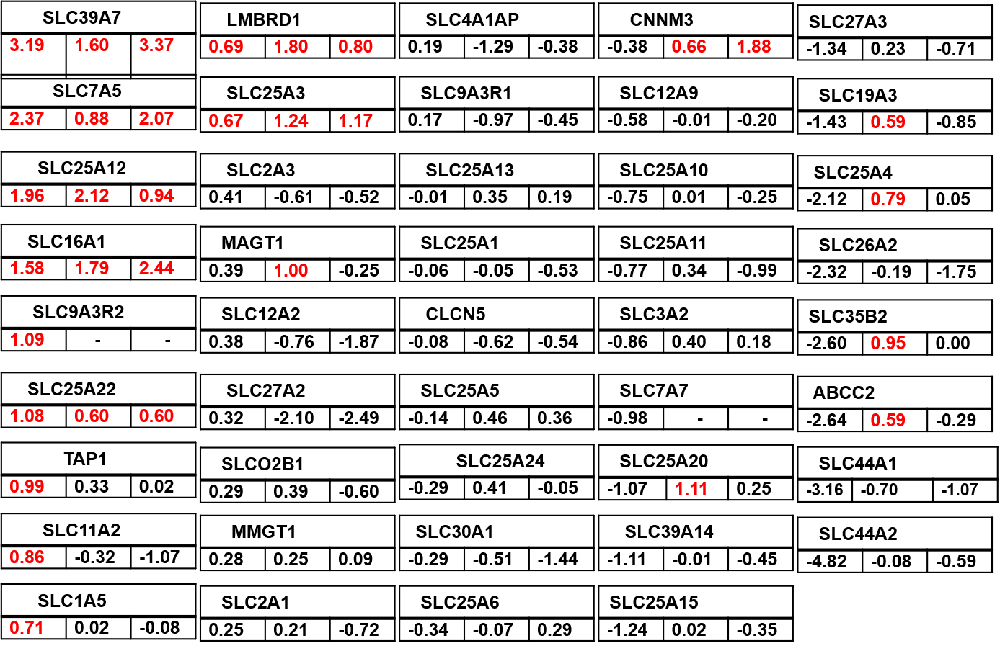 SLC39A7
3.19 1.60 3.37
SLC7A5
2.37 0.88 2.07
SLC25A12
1.96 2.12 0.94
SLC16A1
1.58 1.79 2.44
SLC9A3R2
1.09 - -
SLC25A22
1.08 0.60 0.60
TAP1
0.99 0.33 0.02
SLC11A2
0.86 -0.32 -1.07
SLC1A5
0.71 0.02 -0.08
LMBRD1
0.69 1.80 0.80
SLC25A3
0.67 1.24 1.17
SLC2A3
0.41 -0.61 -0.52
MAGT1
0.39 1.00 -0.25
SLC12A2
0.38 -0.76 -1.87
SLC27A2
0.32 -2.10 -2.49
SLCO2B1
0.29 0.39 -0.60
MMGT1
0.28 0.25 0.09
SLC2A1
0.25 0.21 -0.72
SLC4A1AP
0.19 -1.29 -0.38
SLC9A3R1
0.17 -0.97 -0.45
SLC25A13
-0.01 0.35 0.19
SLC25A1
-0.06 -0.05 -0.53
CLCN5
-0.08 -0.62 -0.54
SLC25A5
-0.14 0.46 0.36
SLC25A24
-0.29 0.41 -0.05
SLC30A1
-0.29 -0.51 -1.44
SLC25A6
-0.34 -0.07 0.29
CNNM3
-0.38 0.66 1.88
SLC12A9
-0.58 -0.01 -0.20
SLC25A10
-0.75 0.01 -0.25
SLC25A11
-0.77 0.34 -0.99
SLC3A2
-0.86 0.40 0.18
SLC7A7
-0.98 - -
SLC25A20
-1.07 1.11 0.25
SLC39A14
-1.11 -0.01 -0.45
SLC25A15
-1.24 0.02 -0.35
SLC27A3
-1.34 0.23 -0.71
SLC19A3
-1.43 0.59 -0.85
SLC25A4
-2.12 0.79 0.05
SLC26A2
-2.32 -0.19 -1.75
SLC35B2
-2.60 0.95 0.00
ABCC2
-2.64 0.59 -0.29
SLC44A1
-3.16 -0.70 -1.07
SLC44A2
-4.82 -0.08 -0.59